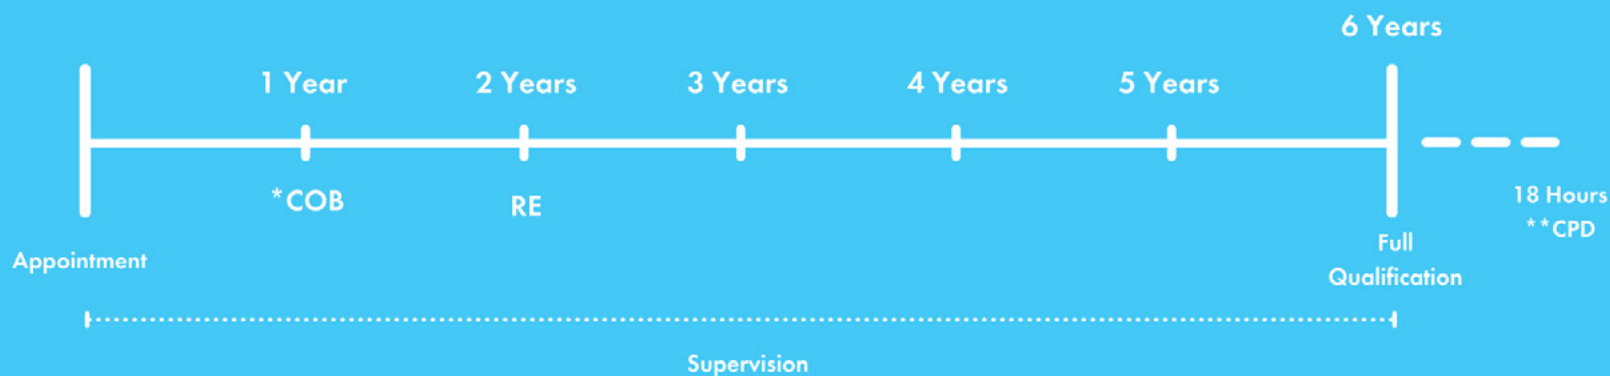 6 Years
1 Year
2 Years
3 Years
4 Years
5 Years
*COB
RE
18 Hours
**CPD
Appointment
Full
Qualification
Supervision